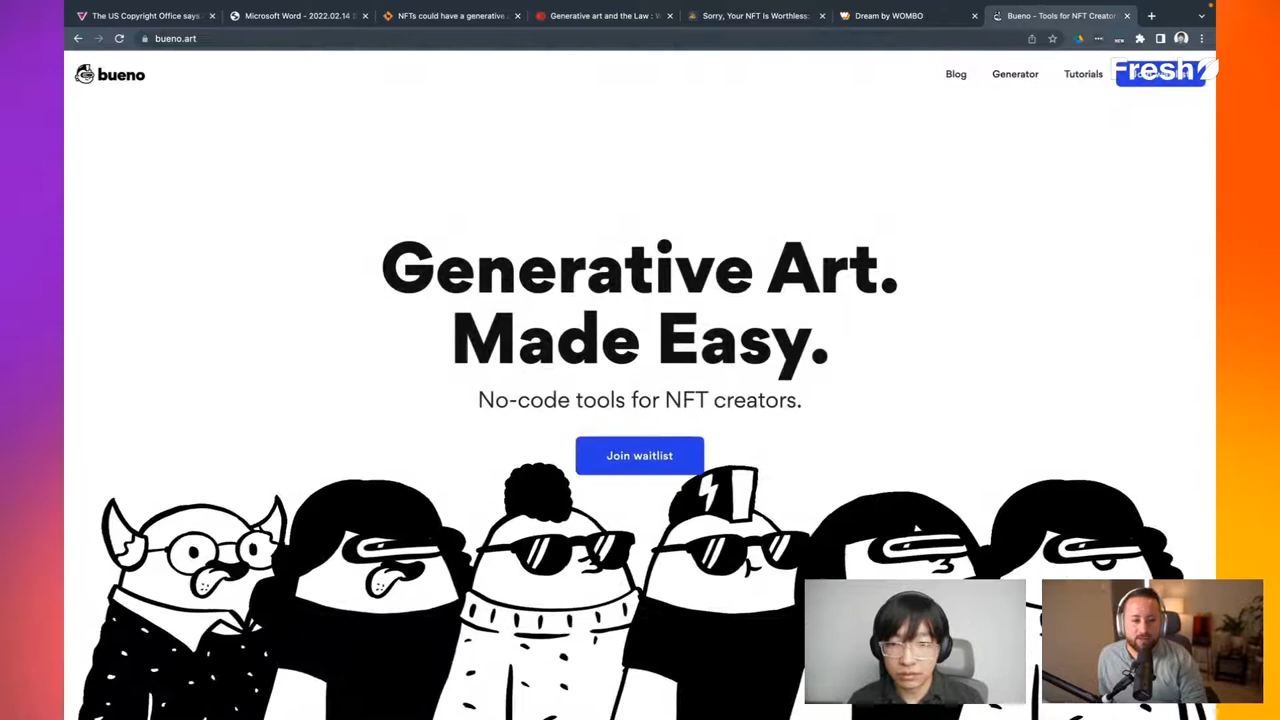 The US Copyright Office says
Microsoft Word - 2022.02.14
NFTs could have a generative
Generative art and the Law :
Sorry, Your NFT Is Worthless:
Dream by WOMBO
Bueno - Tools for NFT Creator
bueno.art
NEW
bueno
Blog
Generator
Tutorials
Fresh
Generative Art.
Made Easy.
No-code tools for NFT creators.
Join waitlist